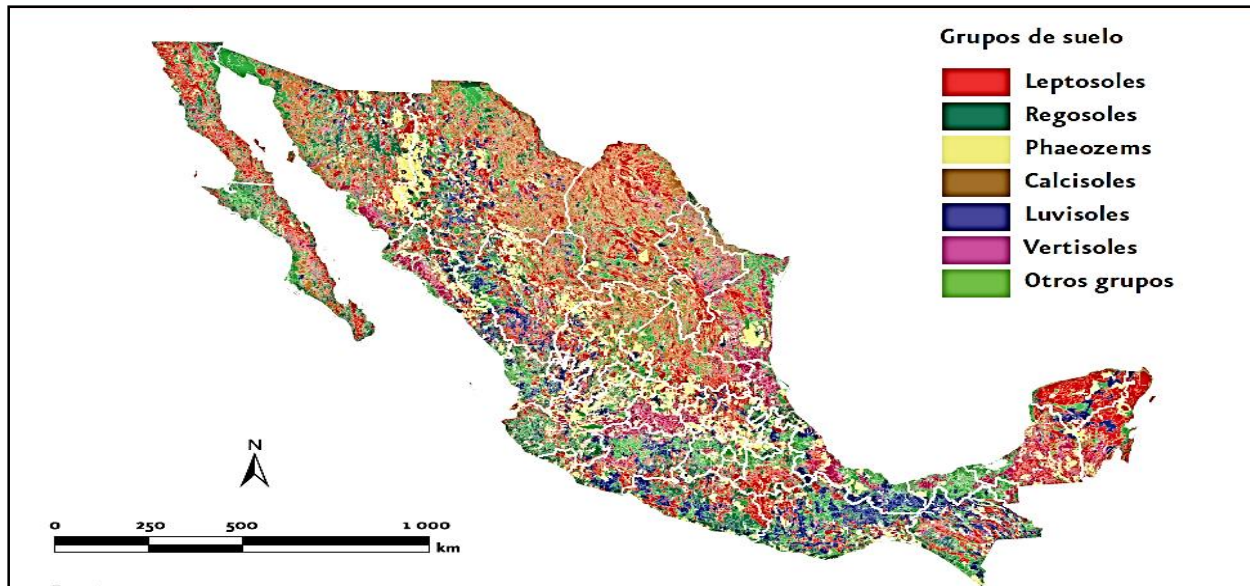 Grupos de suelo
Leptosoles
Regosoles
Phaeozems
Calcisoles
Luvisoles
Vertisoles
Otros grupos
N
0 250 500 1 000
km